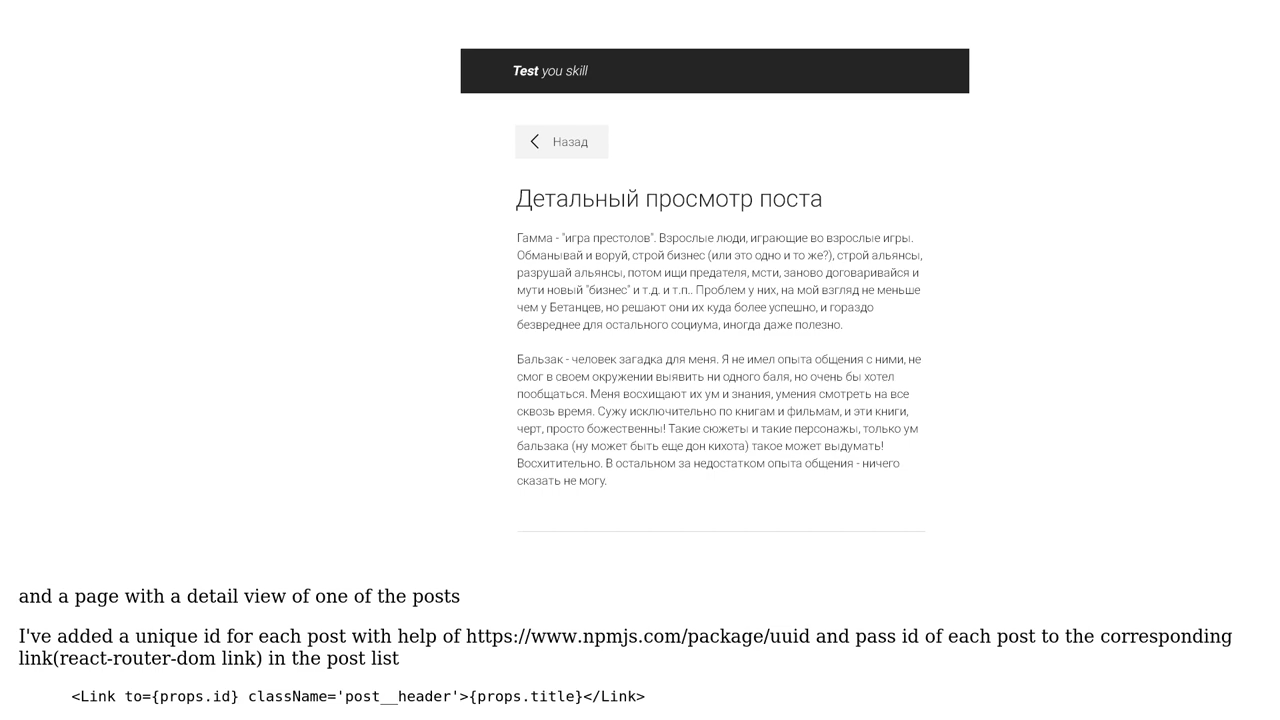 Test you skill
Назад
Детальный просмотр поста
Гамма - "игра престолов". Взрослые люди, играющие во взрослые игры.
Обманывай и воруй, строй бизнес (или это одно и то же?), строй альянсы,
разрушай альянсы, потом ищи предателя, мсти, заново договаривайся и
мути новый "бизнес" и т.д. и т.п.. Проблем у них, на мой взгляд не меньше
чем у Бетанцев, но решают они их куда более успешно, и гораздо
безвреднее для остального социума, иногда даже полезно.
Бальзак - человек загадка для меня. Я не имел опыта общения с ними, не
смог в своем окружении выявить ни одного баля, но очень бы хотел
пообщаться. Меня восхищают их ум и знания, умения смотреть на все
сквозь время. Сужу исключительно по книгам и фильмам, и эти книги,
черт, просто божественны! Такие сюжеты и такие персонажы, только ум
бальзака (ну может быть еще дон кихота) такое может выдумать!
Восхитительно. В остальном за недостатком опыта общения - ничего
сказать не могу.
and a page with a detail view of one of the posts
I've added a unique id for each post with help of https://www.npmjs.com/package/uuid and pass id of each post to the corresponding
link(react-router-dom link) in the post list
<Link to={props.id} className='post__header'>{props.title}</Link>